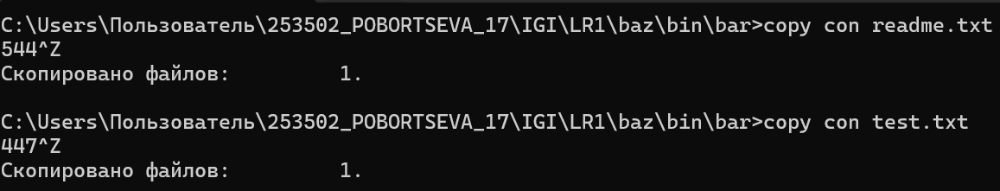 C:\Users\Пользователь\253502_POBORTSEVA_17\IGI\LR1\baz\bin\bar>copy con readme.txt
544^Z
Скопировано файлов:         1.
C:\Users\Пользователь\253502_POBORTSEVA_17\IGI\LR1\baz\bin\bar>copy con test.txt
447^Z
Скопировано файлов:         1.